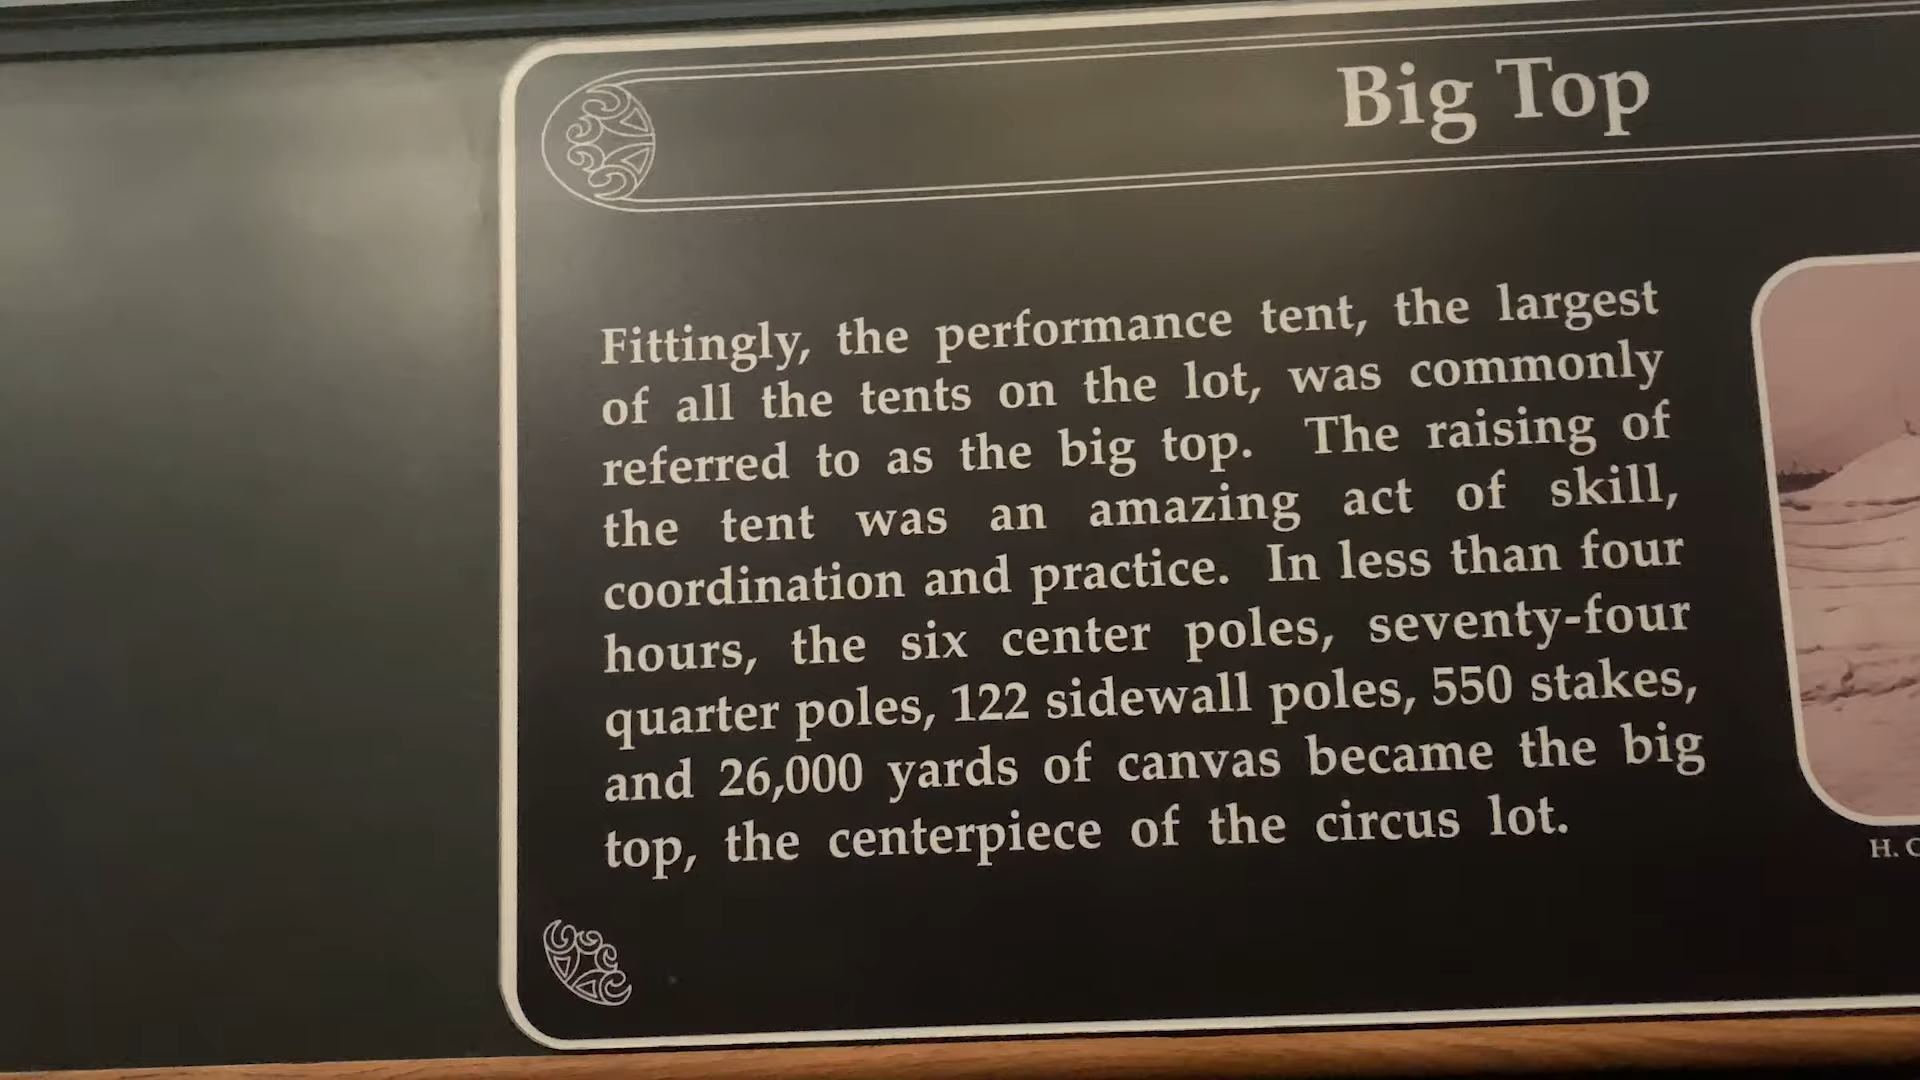 Big Top
Fittingly, the performance tent, the largest
of all the tents on the lot, was commonly
referred to as the big top. The raising of
the tent was an amazing act of skill,
coordination and practice. In less than four
hours, the six center poles, seventy-four
quarter poles, 122 sidewall poles, 550 stakes,
and 26,000 yards of canvas became the big
top, the centerpiece of the circus lot.
H.